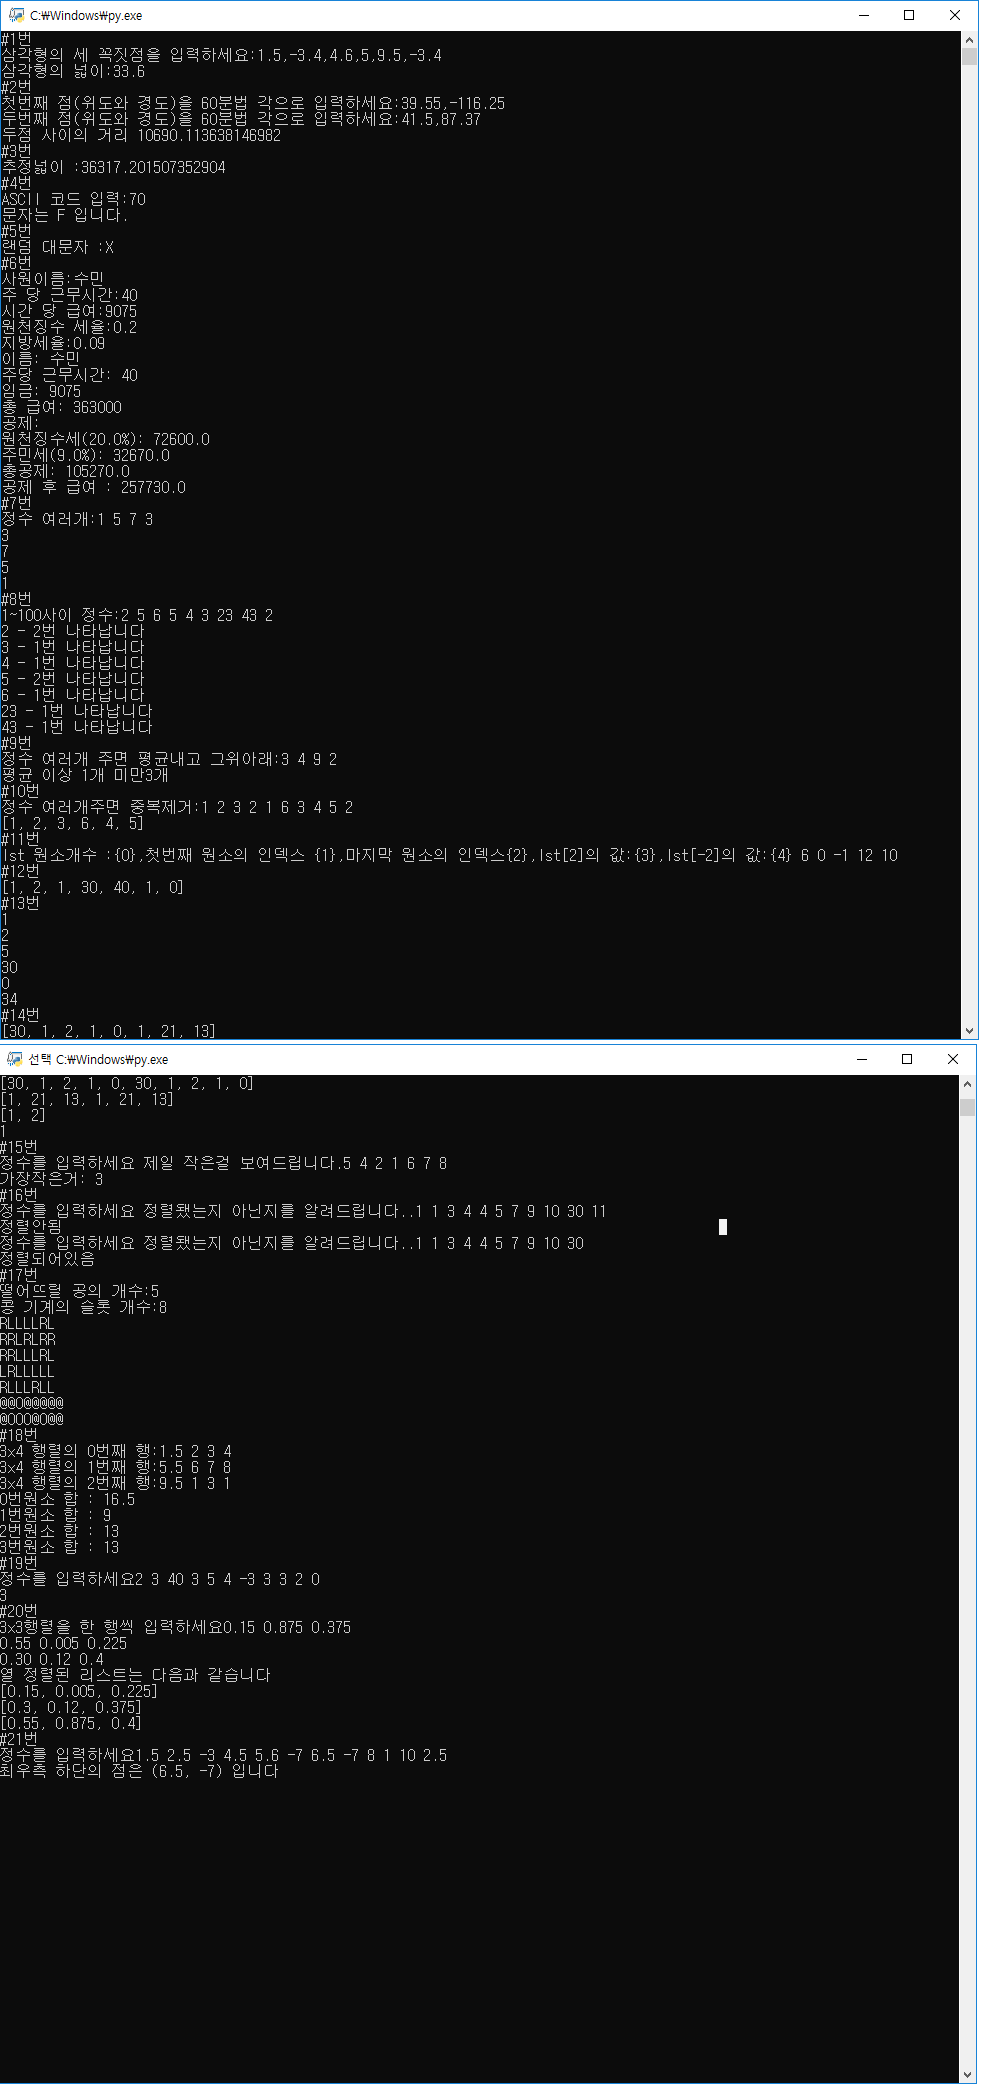 C:\Windows\py.exe
#1번
삼각형의 세 꼭짓점을 입력하세요:1.5,-3.4,4.6,5,9.5,-3.4
삼각형의 넓이:33.6
#2번
첫번째 점(위도와 경도)을 60분법 각으로 입력하세요:39.55,-116.25
두번째 점(위도와 경도)을 60분법 각으로 입력하세요:41.5,87.37
두점 사이의 거리 10690.113638146982
#3번
추정넓이 :36317.201507352904
#4번
ASCII 코드 입력:70
문자는 F 입니다.
#5번
랜덤 대문자 :X
#6번
사원이름:수민
주 당 근무시간:40
시간 당 급여:9075
원천징수 세율:0.2
지방세율:0.09
이름: 수민
주당 근무시간: 40
임금: 9075
총 급여: 363000
공제:
원천징수세(20.0%): 72600.0
주민세(9.0%): 32670.0
총공제: 105270.0
공제 후 급여 : 257730.0
#7번
정수 여러개:1 5 7 3
3
7
5
1
#8번
1~100사이 정수:2 5 6 5 4 3 23 43 2
2 - 2번 나타납니다
3 - 1번 나타납니다
4 - 1번 나타납니다
5 - 2번 나타납니다
6 - 1번 나타납니다
23 - 1번 나타납니다
43 - 1번 나타납니다
#9번
정수 여러개 주면 평균내고 그위아래:3 4 9 2
평균 이상 1개 미만3개
#10번
정수 여러개주면 중복제거:1 2 3 2 1 6 3 4 5 2
[1, 2, 3, 6, 4, 5]
#11번
lst 원소개수 :{0},첫번째 원소의 인덱스 {1},마지막 원소의 인덱스{2},lst[2]의 값:{3},lst[-2]의 값:{4} 6 0 -1 12 10
#12번
[1, 2, 1, 30, 40, 1, 0]
#13번
1
2
5
30
0
34
#14번
[30, 1, 2, 1, 0, 1, 21, 13]
선택 C:\Windows\py.exe
[30, 1, 2, 1, 0, 30, 1, 2, 1, 0]
[1, 21, 13, 1, 21, 13]
[1, 2]
1
#15번
정수를 입력하세요 제일 작은걸 보여드립니다.5 4 2 1 6 7 8
가장작은거: 3
#16번
정수를 입력하세요 정렬됐는지 아닌지를 알려드립니다..1 1 3 4 4 5 7 9 10 30 11
정렬안됨
정수를 입력하세요 정렬됐는지 아닌지를 알려드립니다..1 1 3 4 4 5 7 9 10 30
정렬되어있음
#17번
떨어뜨릴 공의 개수:5
콩 기계의 슬롯 개수:8
RLLLLRL
RRLRLRR
RRLLLRL
LRLLLLL
RLLLRLL
@@O@@@@@
@OOO@O@@
#18번
3x4 행렬의 0번째 행:1.5 2 3 4
3x4 행렬의 1번째 행:5.5 6 7 8
3x4 행렬의 2번째 행:9.5 1 3 1
0번원소 합 : 16.5
1번원소 합 : 9
2번원소 합 : 13
3번원소 합 : 13
#19번
정수를 입력하세요2 3 40 3 5 4 -3 3 3 2 0
3
#20번
3x3행렬을 한 행씩 입력하세요0.15 0.875 0.375
0.55 0.005 0.225
0.30 0.12 0.4
열 정렬된 리스트는 다음과 같습니다
[0.15, 0.005, 0.225]
[0.3, 0.12, 0.375]
[0.55, 0.875, 0.4]
#21번
정수를 입력하세요1.5 2.5 -3 4.5 5.6 -7 6.5 -7 8 1 10 2.5
최우측 하단의 점은 (6.5, -7) 입니다